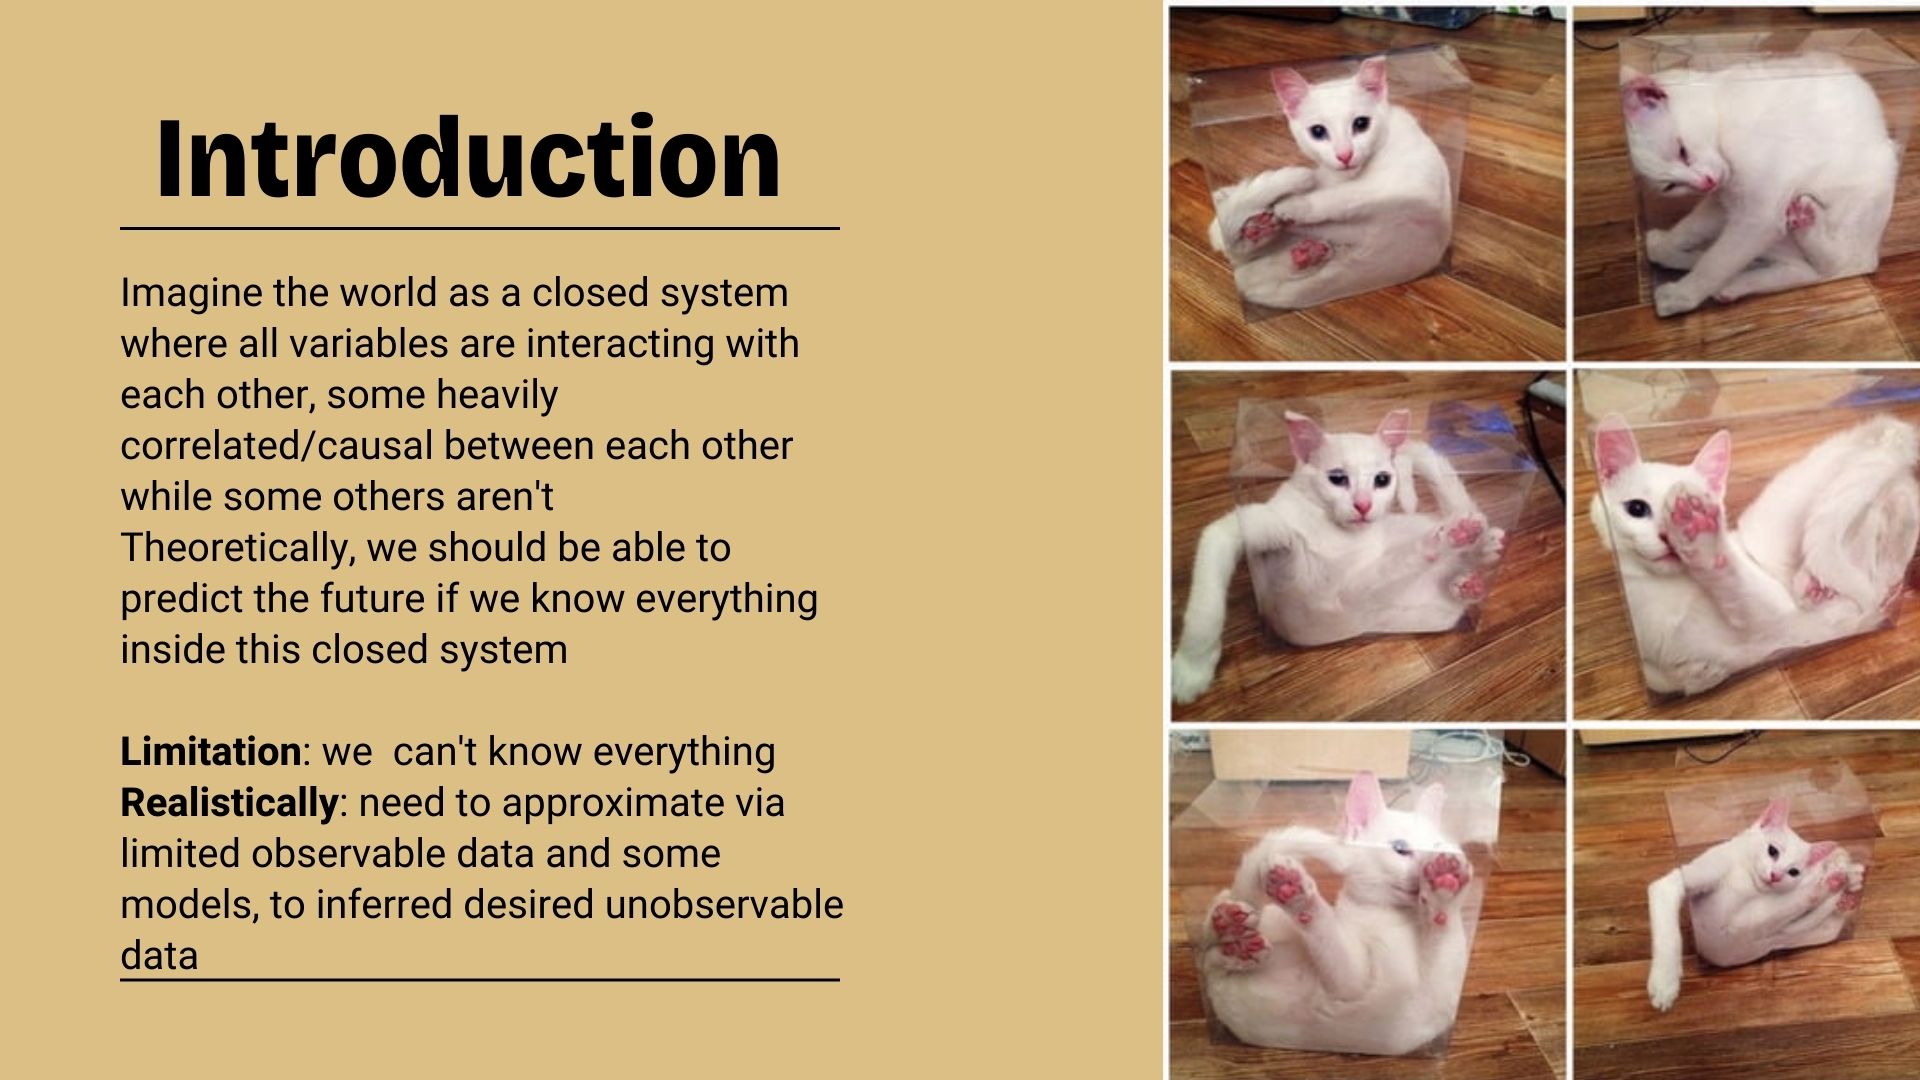 Introduction
Imagine the world as a closed system
where all variables are interacting with
each other, some heavily
correlated/causal between each other
while some others aren't
Theoretically, we should be able to
predict the future if we know everything
inside this closed system
Limitation: we  can't know everything
Realistically: need to approximate via
limited observable data and some
models, to inferred desired unobservable
data